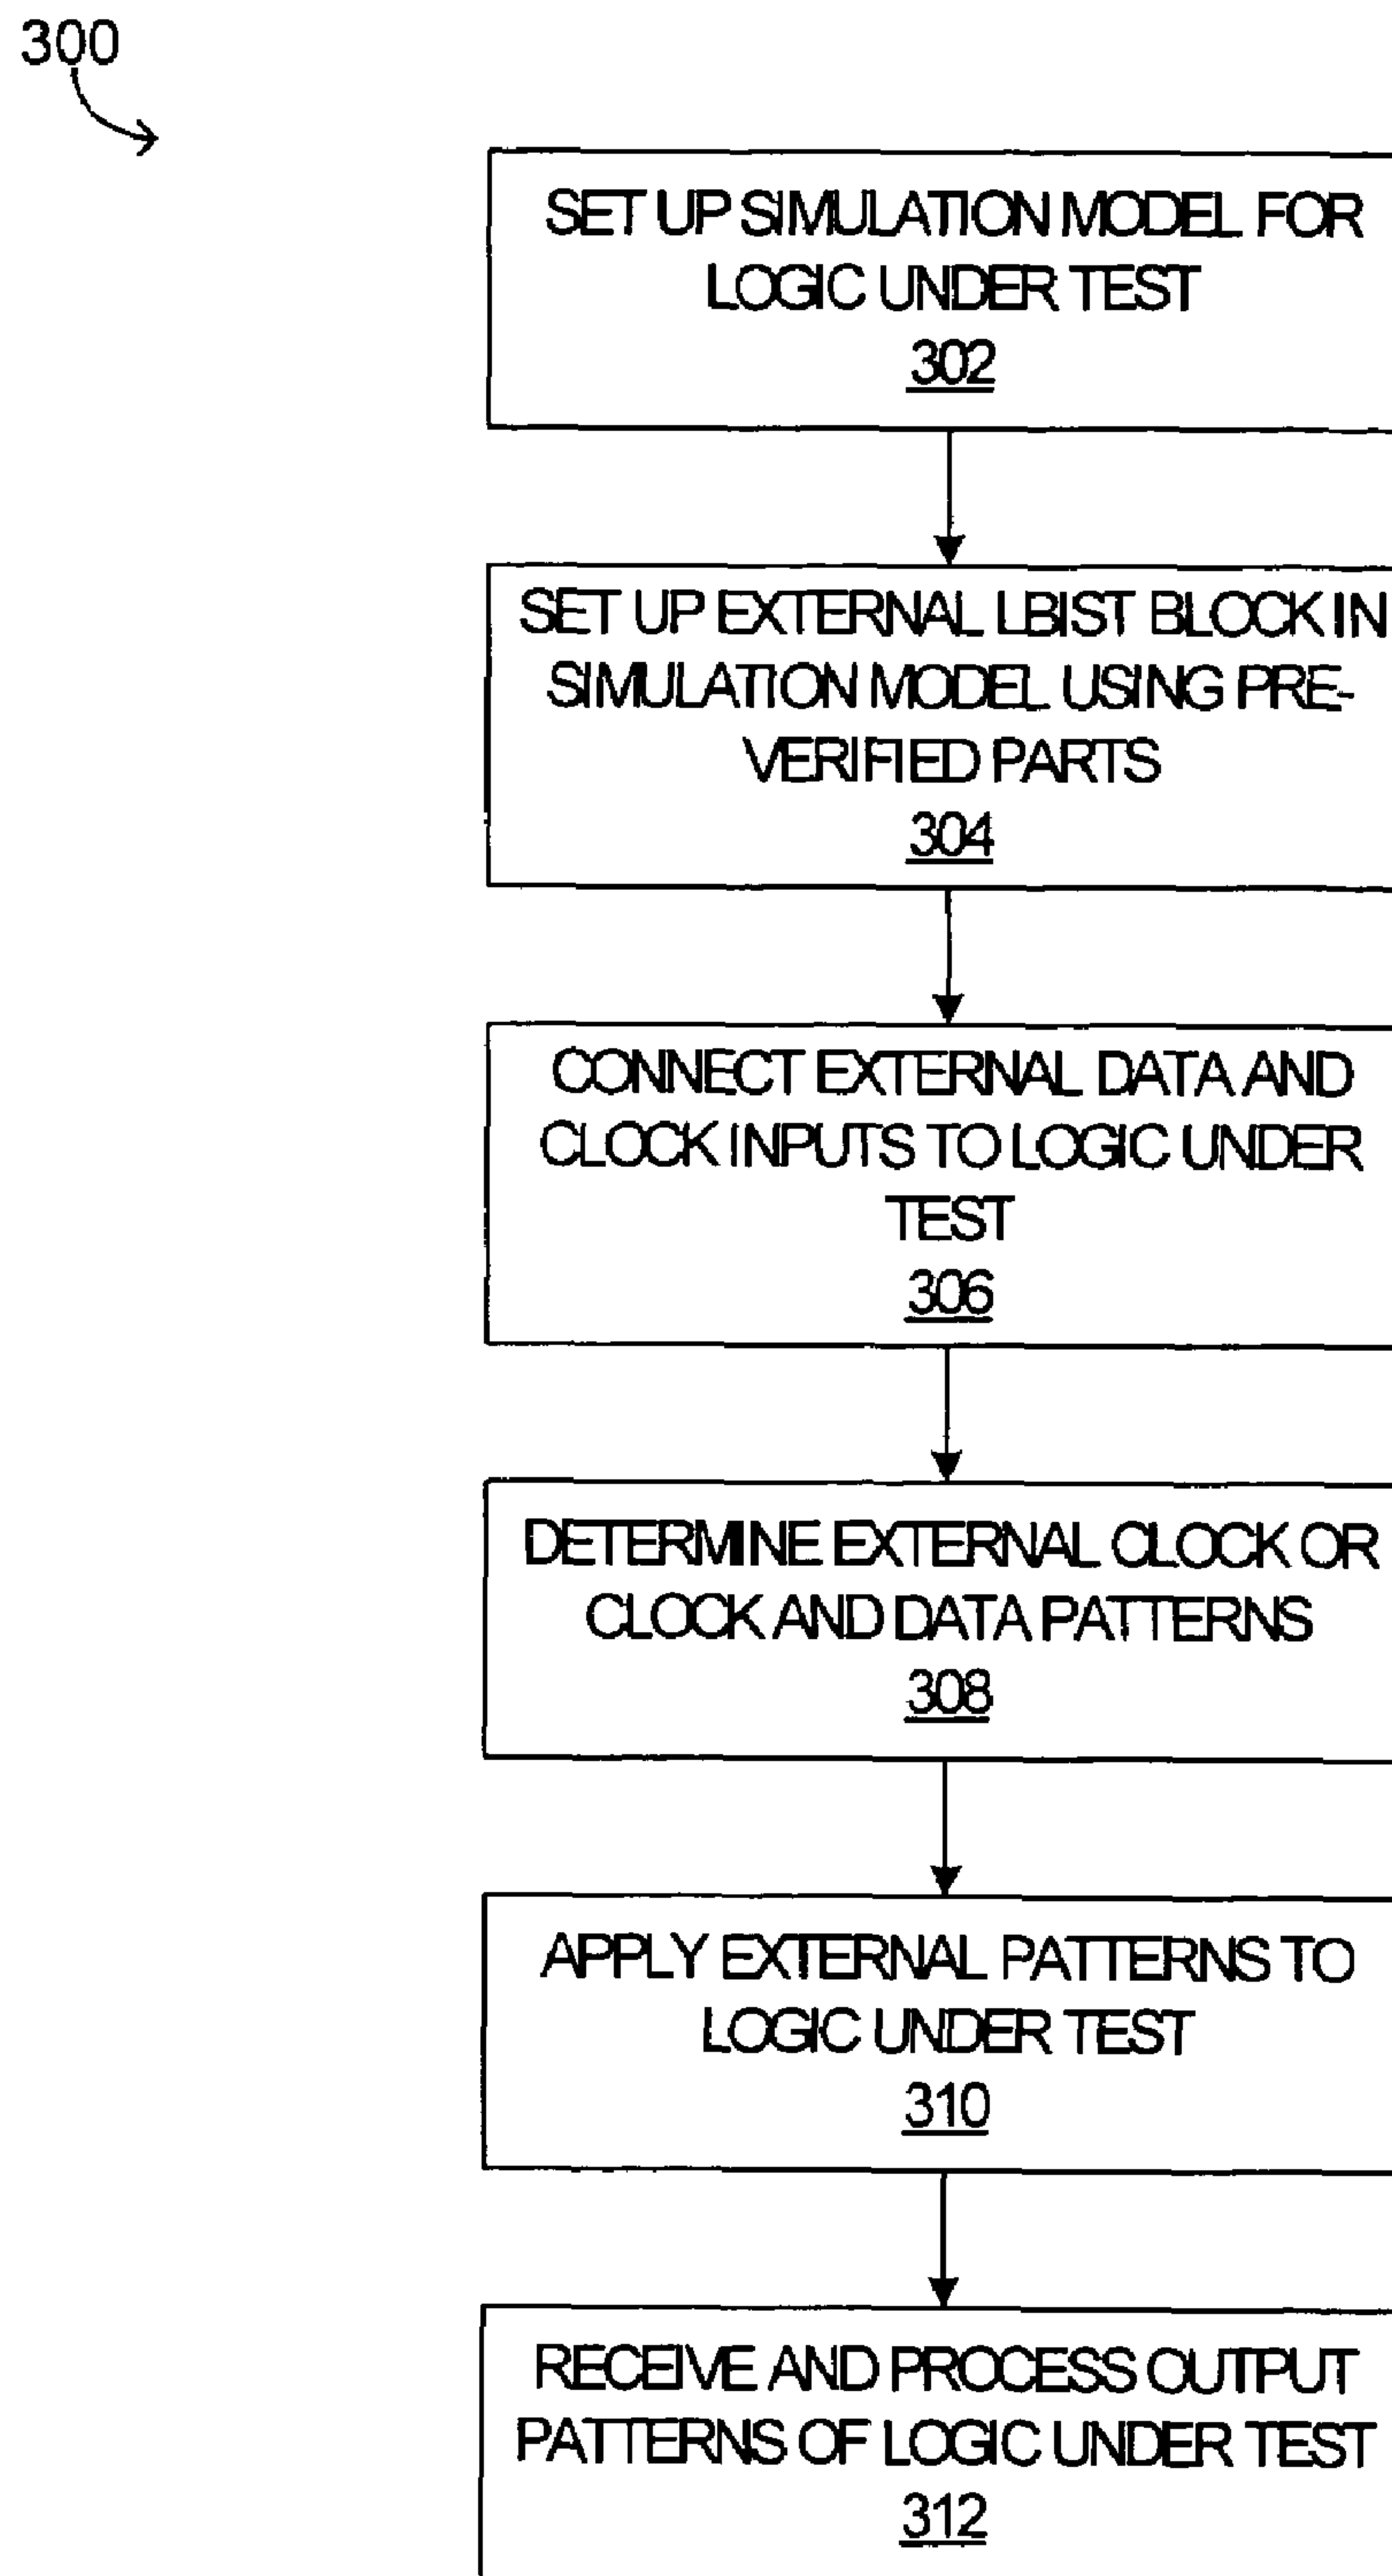 300
SET UP SIMULATION MODEL FOR
LOGIC UNDER TEST
302
SET UP EXTERNAL LBIST BLOCK IN
SIMULATION MODEL USING PRE-
VERIFIED PARTS
304
CONNECT EXTERNAL DATA AND
CLOCK INPUTS TO LOGIC UNDER
TEST
306
DETERMINE EXTERNAL CLOCK OR
CLOCK AND DATA PATTERNS
308
APPLY EXTERNAL PATTERNS TO
LOGIC UNDER TEST
310
RECEIVE AND PROCESS OUTPUT
PATTERNS OF LOGIC UNDER TEST
312